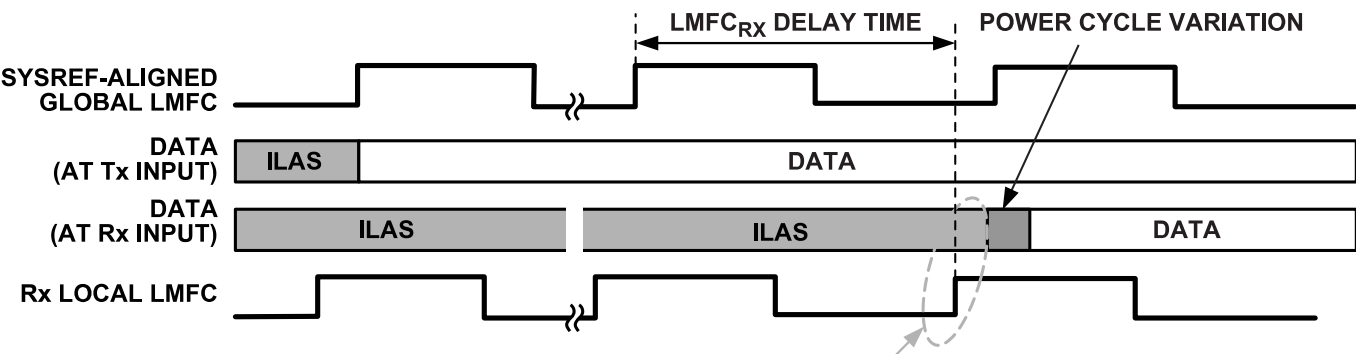 LMFCRX DELAY TIME
POWER CYCLE VARIATION
SYSREF-ALIGNED
GLOBAL LMFC
DATA
(AT Tx INPUT)
ILAS
DATA
DATA
(AT Rx INPUT)
ILAS
ILAS
DATA
Rx LOCAL LMFC